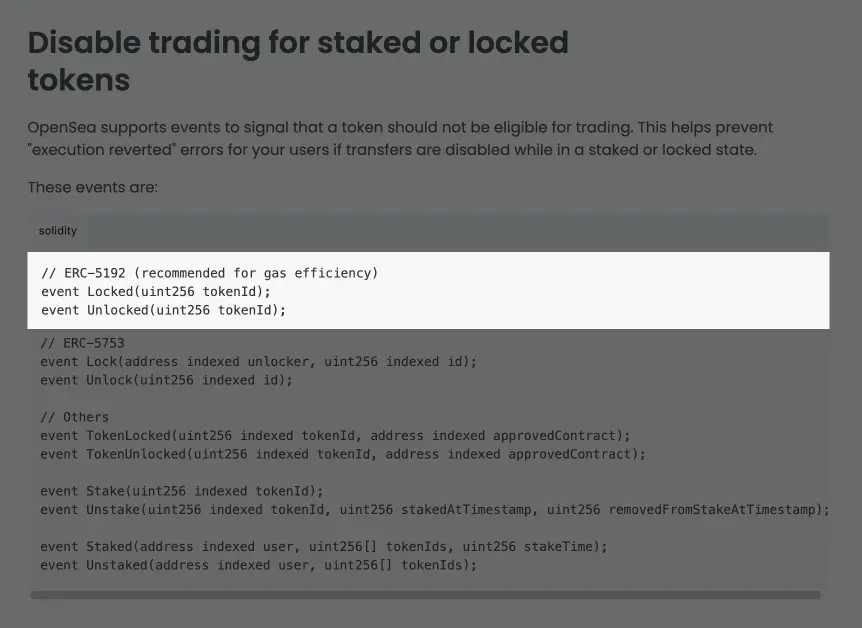 Disable trading for staked or locked
tokens
OpenSea supports events to signal that a token should not be eligible for trading. This helps prevent
"execution reverted" errors for your users if transfers are disabled while in a staked or locked state.
These events are:
solidity
// ERC-5192 (recommended for gas efficiency)
event Locked(uint256 tokenId);
event Unlocked(uint256 tokenId);
// ERC-5753
event Lock(address indexed unlocker, uint256 indexed id);
event Unlock(uint256 indexed id);
// Others
event TokenLocked(uint256 indexed tokenId, address indexed approvedContract);
event TokenUnlocked(uint256 indexed tokenId, address indexed approvedContract);
event Stake(uint256 indexed tokenId);
event Unstake(uint256 indexed tokenId, uint256 stakedAtTimestamp, uint256 removedFromStakeAtTimestamp);
event Staked(address indexed user, uint256[] tokenIds, uint256 stakeTime);
event Unstaked(address indexed user, uint256[] tokenIds);